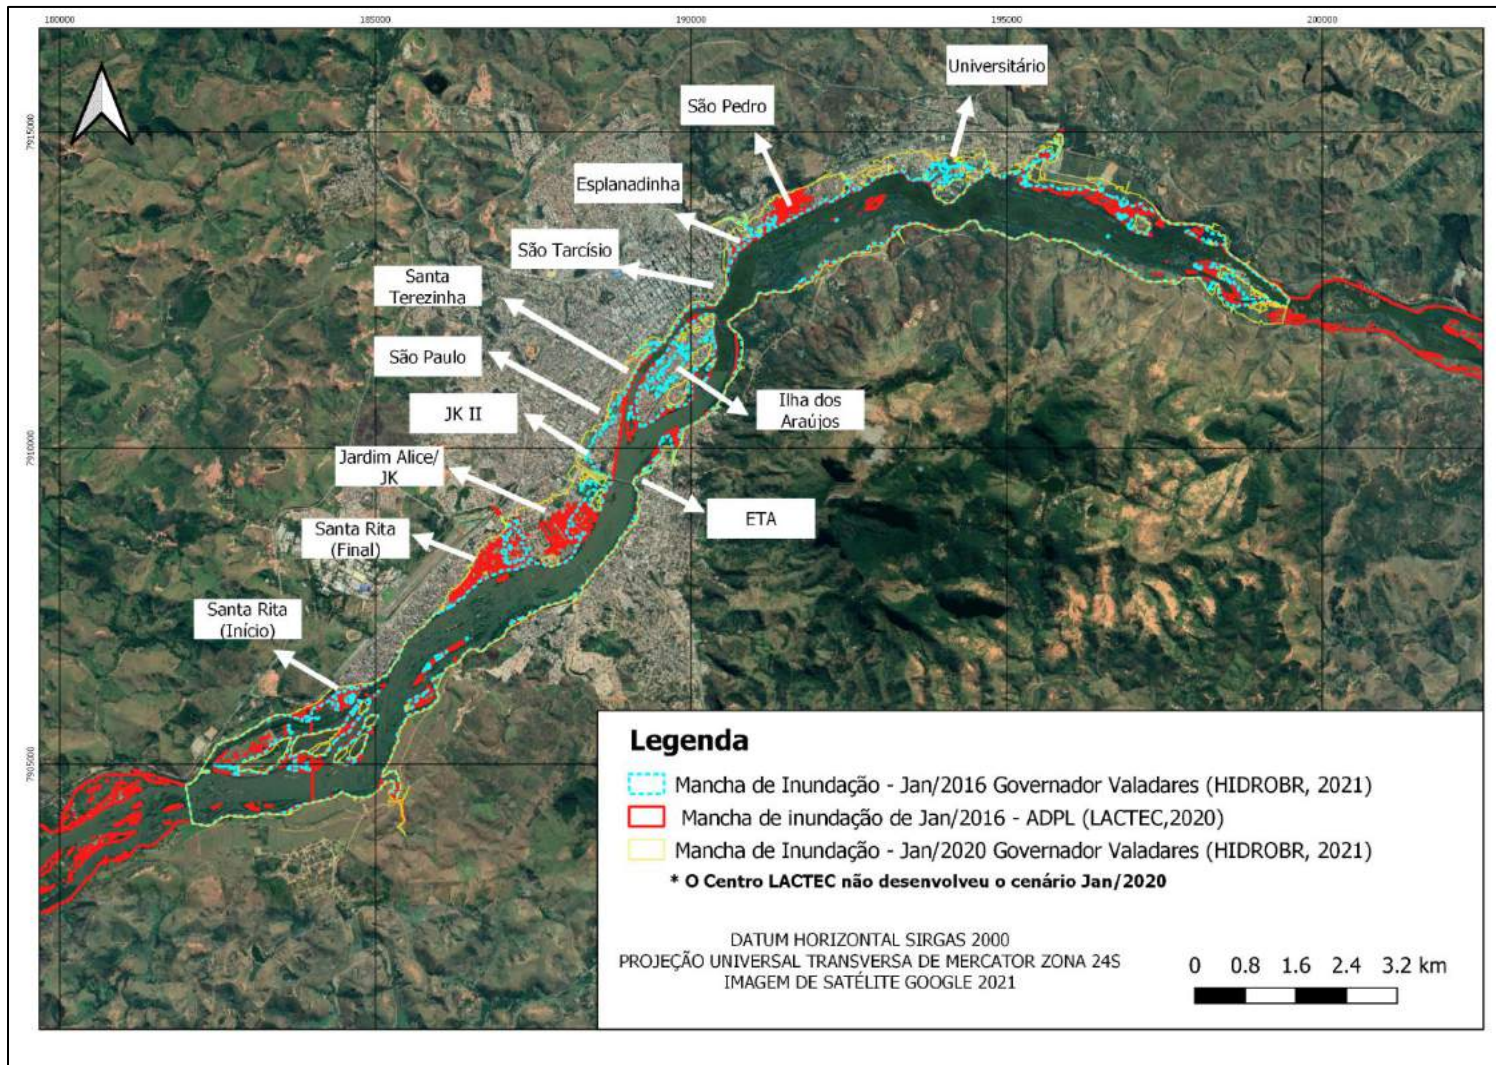 180000 185000 190000 195000 200000
7915000
7910000
7905000
Universitário
São Pedro
Esplanadinha
São Tarcísio
Santa
Terezinha
São Paulo
JK II
Ilha dos
Araújos
Jardim Alice/
JK
ETA
Santa Rita
(Final)
Santa Rita
(Início)
Legenda
Mancha de Inundação - Jan/2016 Governador Valadares (HIDROBR, 2021)
Mancha de inundação de Jan/2016 - ADPL (LACTEC,2020)
Mancha de Inundação - Jan/2020 Governador Valadares (HIDROBR, 2021)
* O Centro LACTEC não desenvolveu o cenário Jan/2020
DATUM HORIZONTAL SIRGAS 2000
PROJEÇÃO UNIVERSAL TRANSVERSA DE MERCATOR ZONA 24S
IMAGEM DE SATÉLITE GOOGLE 2021
0 0.8 1.6 2.4 3.2 km